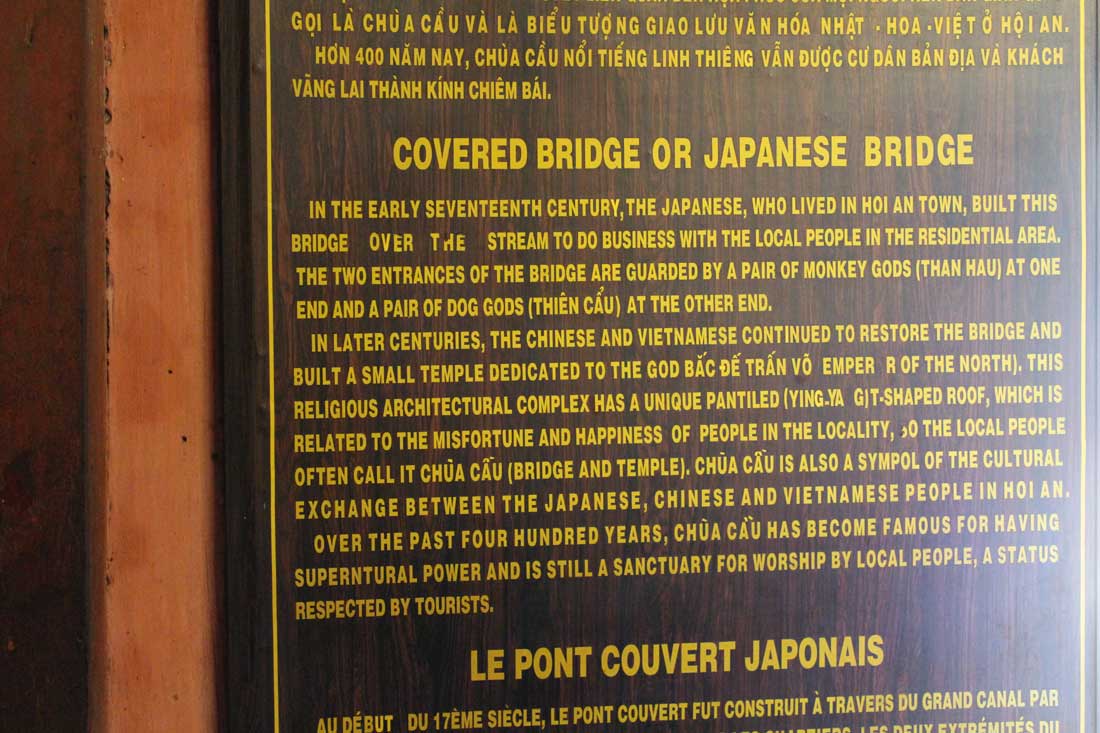 GỌI LÀ CHÙA CẦU VÀ LÀ BIỂU TƯỢNG GIAO LƯU VĂN HÓA NHẬT - HOA - VIỆT Ở HỘI AN.
HƠN 400 NĂM NAY, CHÙA CẦU NỔI TIẾNG LINH THIÊNG VẪN ĐƯỢC CƯ DÂN BẢN ĐỊA VÀ KHÁCH
VÃNG LAI THÀNH KÍNH CHIÊM BÁI.
COVERED BRIDGE OR JAPANESE BRIDGE
IN THE EARLY SEVENTEENTH CENTURY, THE JAPANESE, WHO LIVED IN HOI AN TOWN, BUILT THIS
BRIDGE OVER THE STREAM TO DO BUSINESS WITH THE LOCAL PEOPLE IN THE RESIDENTIAL AREA.
THE TWO ENTRANCES OF THE BRIDGE ARE GUARDED BY A PAIR OF MONKEY GODS (THAN HAU) AT ONE
END AND A PAIR OF DOG GODS (THIÊN CẨU) AT THE OTHER END.
IN LATER CENTURIES, THE CHINESE AND VIETNAMESE CONTINUED TO RESTORE THE BRIDGE AND
BUILT A SMALL TEMPLE DEDICATED TO THE GOD BẮC ĐẾ TRẤN VÕ EMPER R OF THE NORTH). THIS
RELIGIOUS ARCHITECTURAL COMPLEX HAS A UNIQUE PANTILED (YING-YA G)T-SHAPED ROOF, WHICH IS
RELATED TO THE MISFORTUNE AND HAPPINESS OF PEOPLE IN THE LOCALITY, SO THE LOCAL PEOPLE
OFTEN CALL IT CHÙA CẦU (BRIDGE AND TEMPLE). CHÙA CẦU IS ALSO A SYMPOL OF THE CULTURAL
EXCHANGE BETWEEN THE JAPANESE, CHINESE AND VIETNAMESE PEOPLE IN HOI AN.
OVER THE PAST FOUR HUNDRED YEARS, CHÙA CẦU HAS BECOME FAMOUS FOR HAVING
SUPERNTURAL POWER AND IS STILL A SANCTUARY FOR WORSHIP BY LOCAL PEOPLE, A STATUS
RESPECTED BY TOURISTS.
LE PONT COUVERT JAPONAIS
AU DÉBUT DU 17ÈME SIÈCLE, LE PONT COUVERT FUT CONSTRUIT À TRAVERS DU GRAND CANAL PAR
LES DEUX EXTRÉMITÉS DU